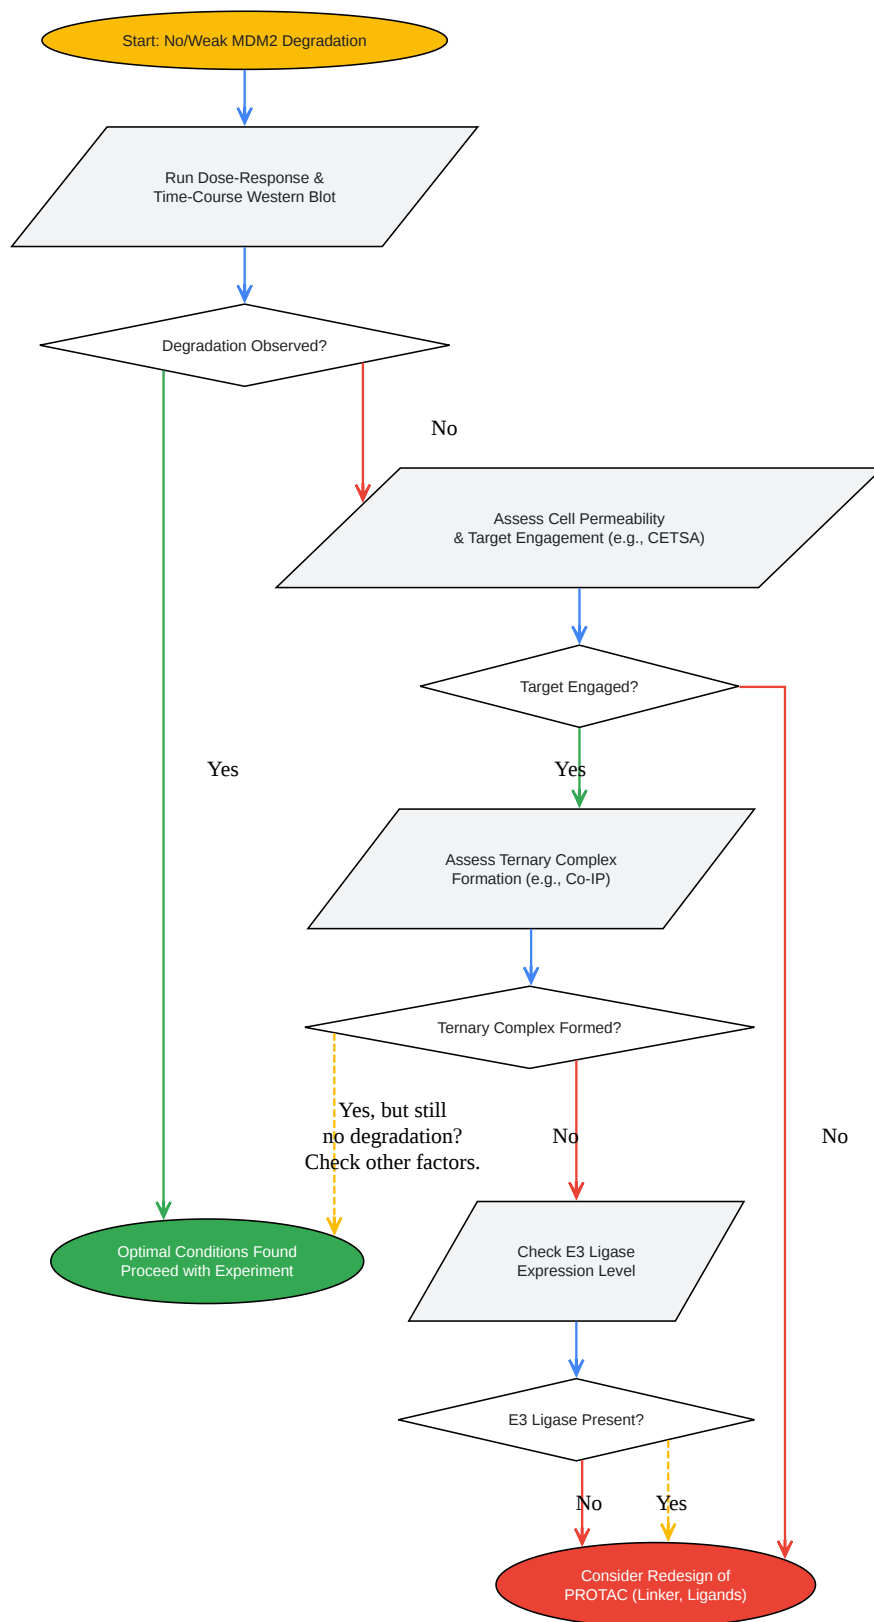 Start: No/Weak MDM2 Degradation
Run Dose-Response &
Time-Course Western Blot
Degradation Observed?
No
Assess Cell Permeability
& Target Engagement (e.g., CETSA)
Target Engaged?
Yes
Yes
Assess Ternary Complex
Formation (e.g., Co-IP)
Ternary Complex Formed?
Yes, but still
no degradation?
Check other factors.
No
No
Check E3 Ligase
Expression Level
Optimal Conditions Found
Proceed with Experiment
E3 Ligase Present?
No
Yes
Consider Redesign of
PROTAC (Linker, Ligands)